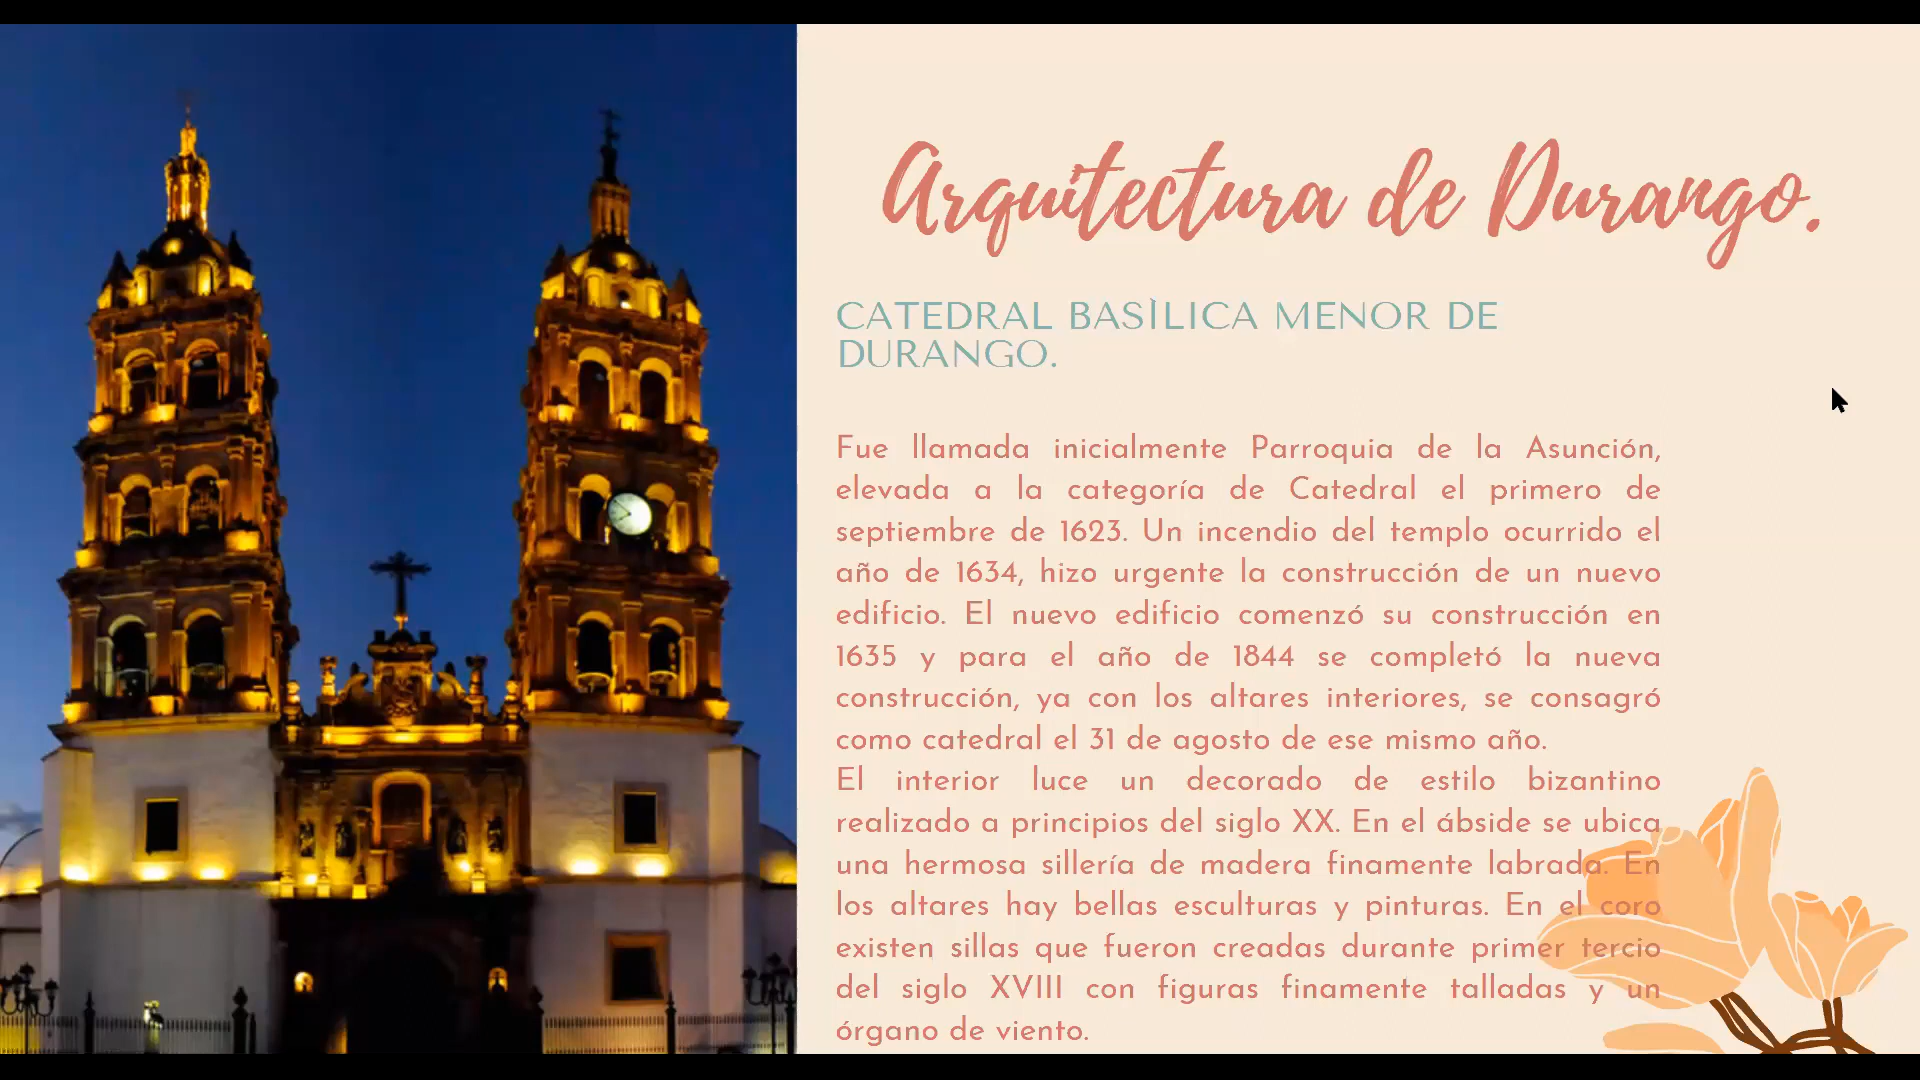 Arquitectura de Durango.
CATEDRAL BASÌLICA MENOR DE
DURANGO.
Fue llamada inicialmente Parroquia de la Asunción,
elevada a la categoría de Catedral el primero de
septiembre de 1623. Un incendio del templo ocurrido el
año de 1634, hizo urgente la construcción de un nuevo
edificio. El nuevo edificio comenzó su construcción en
1635 y para el año de 1844 se completó la nueva
construcción, ya con los altares interiores, se consagró
como catedral el 31 de agosto de ese mismo año.
El interior luce un decorado de estilo bizantino
realizado a principios del siglo XX. En el ábside se ubica
una hermosa sillería de madera finamente labrada. En
los altares hay bellas esculturas y pinturas. En el coro
existen sillas que fueron creadas durante primer tercio
del siglo XVIII con figuras finamente talladas y un
órgano de viento.